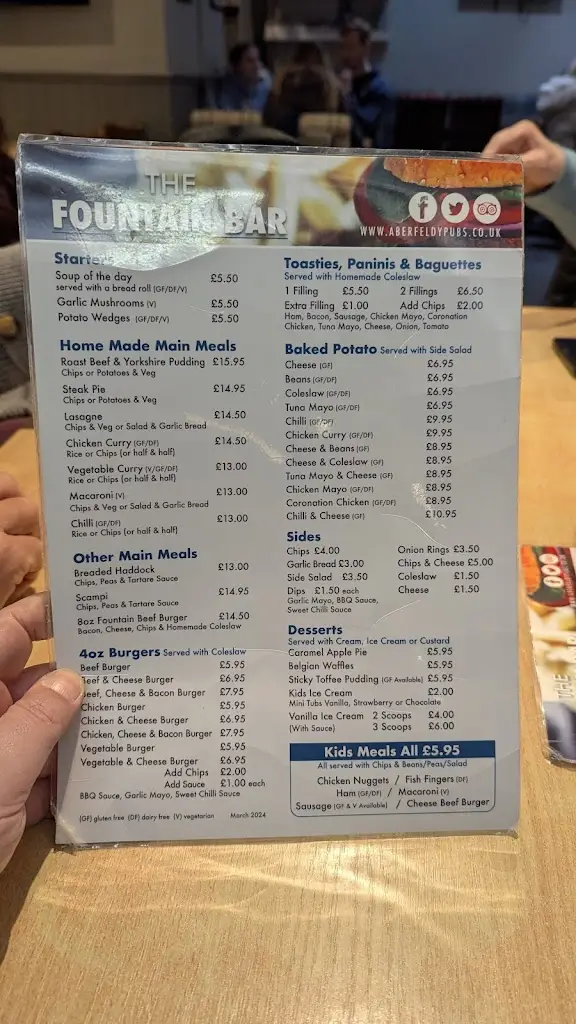 THE
FOUNTAIN BAR
WWW.ABERFELDYPUBS.CO.UK
Starters
Soup of the day £5.50
served with a bread roll (GF/DF/V)
Garlic Mushrooms (V) £5.50
Potato Wedges (GF/DF/V) £5.50
Home Made Main Meals
Roast Beef & Yorkshire Pudding £15.95
Chips or Potatoes & Veg
Steak Pie £14.95
Chips or Potatoes & Veg
Lasagne £14.50
Chips & Veg or Salad & Garlic Bread
Chicken Curry (GF/DF) £14.50
Rice or Chips (or half & half)
Vegetable Curry (V/GF/DF) £13.00
Rice or Chips (or half & half)
Macaroni (V) £13.00
Chips & Veg or Salad & Garlic Bread
Chilli (GF/DF) £13.00
Rice or Chips (or half & half)
Other Main Meals
Breaded Haddock £13.00
Chips, Peas & Tartare Sauce
Scampi £14.95
Chips, Peas & Tartare Sauce
8oz Fountain Beef Burger £14.50
Bacon, Cheese, Chips & Homemade Coleslaw
4oz Burgers Served with Coleslaw
Beef Burger £5.95
Beef & Cheese Burger £6.95
Beef, Cheese & Bacon Burger £7.95
Chicken Burger £5.95
Chicken & Cheese Burger £6.95
Chicken, Cheese & Bacon Burger £7.95
Vegetable Burger £5.95
Vegetable & Cheese Burger £6.95
Add Chips £2.00
Add Sauce £1.00 each
BBQ Sauce, Garlic Mayo, Sweet Chilli Sauce
(GF) gluten free (DF) dairy free (V) vegetarian March 2024
Toasties, Paninis & Baguettes
Served with Homemade Coleslaw
1 Filling £5.50 2 Fillings £6.50
Extra Filling £1.00 Add Chips £2.00
Ham, Bacon, Sausage, Chicken Mayo, Coronation
Chicken, Tuna Mayo, Cheese, Onion, Tomato
Baked Potato Served with Side Salad
Cheese (GF) £6.95
Beans (GF/DF) £6.95
Coleslaw (GF/DF) £6.95
Tuna Mayo (GF/DF) £6.95
Chilli (GF/DF) £9.95
Chicken Curry (GF/DF) £9.95
Cheese & Beans (GF) £8.95
Cheese & Coleslaw (GF) £8.95
Tuna Mayo & Cheese (GF) £8.95
Chicken Mayo (GF/DF) £8.95
Coronation Chicken (GF/DF) £8.95
Chilli & Cheese (GF) £10.95
Sides
Chips £4.00 Onion Rings £3.50
Garlic Bread £3.00 Chips & Cheese £5.00
Side Salad £3.50 Coleslaw £1.50
Dips £1.50 each Cheese £1.50
Garlic Mayo, BBQ Sauce,
Sweet Chilli Sauce
Desserts
Served with Cream, Ice Cream or Custard
Caramel Apple Pie £5.95
Belgian Waffles £5.95
Sticky Toffee Pudding (GF Available) £5.95
Kids Ice Cream £2.00
Mini Tubs Vanilla, Strawberry or Chocolate
Vanilla Ice Cream 2 Scoops £4.00
(With Sauce) 3 Scoops £6.00
Kids Meals All £5.95
All served with Chips & Beans/Peas/Salad
Chicken Nuggets / Fish Fingers (DF)
Ham (GF/DF) / Macaroni (V)
Sausage (GF & V Available) / Cheese Beef Burger
THE